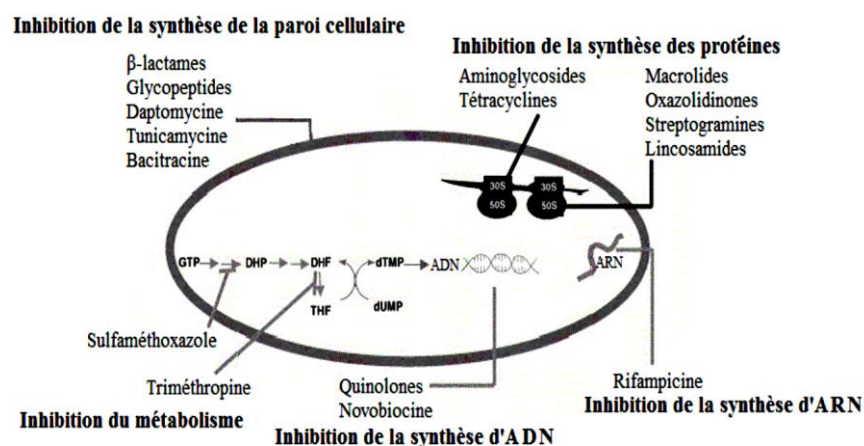 Inhibition de la synthèse de la paroi cellulaire
β-lactames
Glycopeptides
Daptomycine
Tunicamycine
Bacitracine
Inhibition de la synthèse des protéines
Aminoglycosides
Tétracyclines
Macrolides
Oxazolidinones
Streptogramines
Lincosamides
30S 30S
50S 50S
GTP DHP DHF dTMP ADN ARN
THF dUMP
Sulfaméthoxazole
Triméthropine
Inhibition du métabolisme
Quinolones
Novobiocine
Inhibition de la synthèse d'ADN
Rifampicine
Inhibition de la synthèse d'ARN